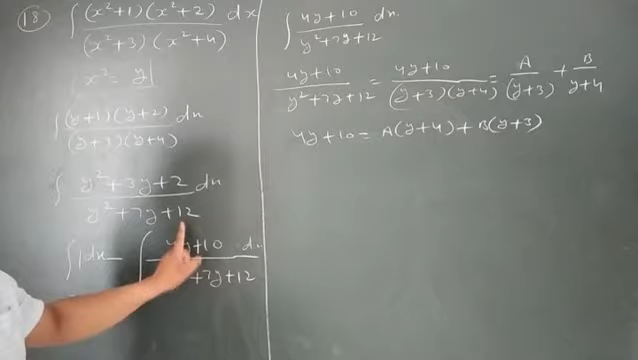 18) ∫ (x²+1)(x²+2) / (x²+3)(x²+4) dx
x² = y
∫ (y+1)(y+2) / (y+3)(y+4) dx
∫ y²+3y+2 / y²+7y+12 dx
∫ 1 dx - ∫ 4y+10 / +7y+12 d
∫ 4y+10 / y²+7y+12 dx.
4y+10 / y²+7y+12 = 4y+10 / (y+3)(y+4) = A / (y+3) + B / y+4
4y+10 = A(y+4) + B(y+3)